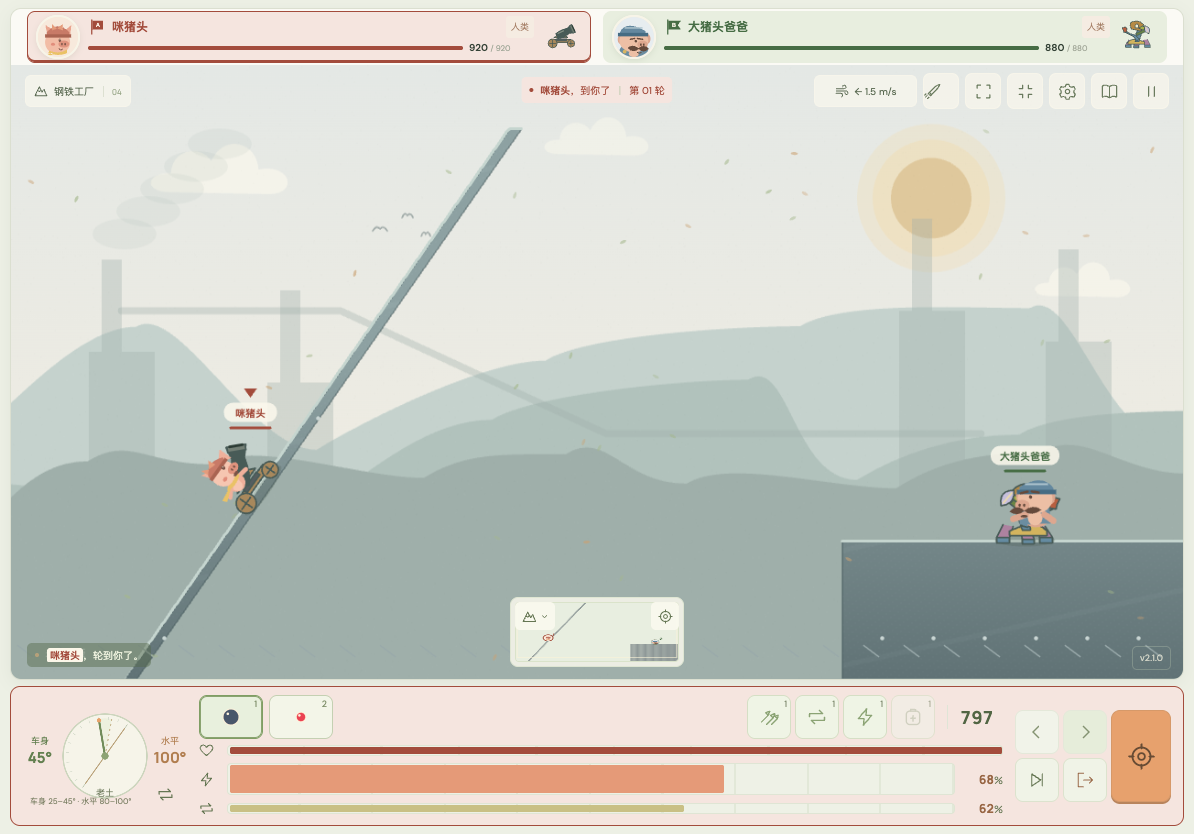 咪猪头
人类
920 / 920
大猪头爸爸
人类
880 / 880
钢铁工厂 04
咪猪头，到你了 第 01 轮
← 1.5 m/s
咪猪头
大猪头爸爸
咪猪头，轮到你了。
v2.1.0
1
2
1
1
1
1
797
车身
45°
水平
100°
老土
车身 25–45° · 水平 80–100°
68%
62%